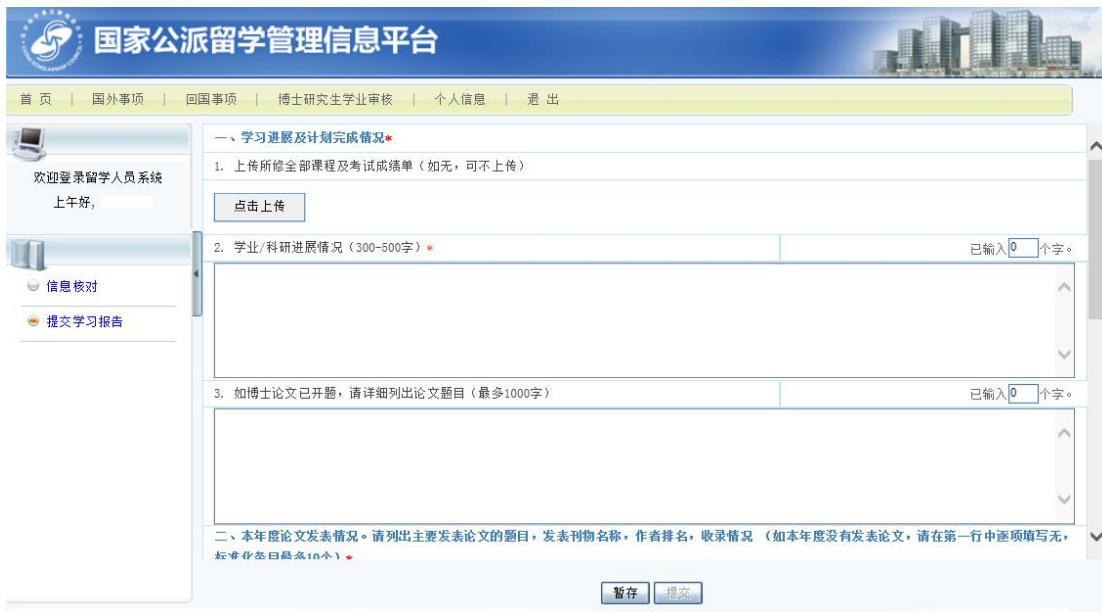 国家公派留学管理信息平台
首 页 | 国外事项 | 回国事项 | 博士研究生学业审核 | 个人信息 | 退 出
欢迎登录留学人员系统
上午好,
信息核对
提交学习报告
一、学习进展及计划完成情况*
1. 上传所修全部课程及考试成绩单（如无，可不上传）
点击上传
2. 学业/科研进展情况（300-500字）* 已输入 0 个字。
3. 如博士论文已开题，请详细列出论文题目（最多1000字） 已输入 0 个字。
二、本年度论文发表情况。请列出主要发表论文的题目，发表刊物名称，作者排名，收录情况 （如本年度没有发表论文，请在第一行中逐项填写无，
标准化条目最多10个）*
暂存 提交